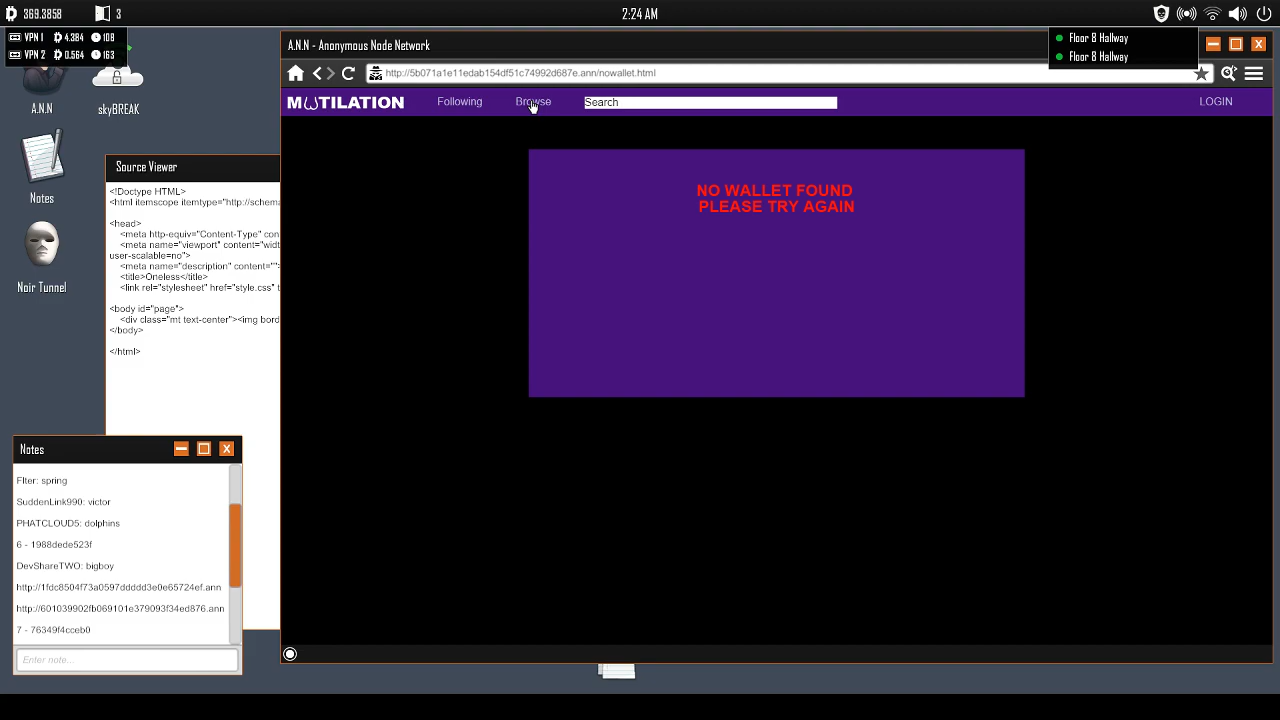 369.3858
3
2:24 AM
VPN 1 4.384 108
VPN 2 0.564 163
Floor 8 Hallway
Floor 8 Hallway
A.N.N
skyBREAK
Notes
Noir Tunnel
A.N.N - Anonymous Node Network
http://5b071a1e11edab154df51c74992d687e.ann/nowallet.html
MωTILATION
Following
Browse
Search
LOGIN
NO WALLET FOUND
PLEASE TRY AGAIN
Source Viewer
<!Doctype HTML>
<html itemscope itemtype="http://schema
<head>
<meta http-equiv="Content-Type" con
<meta name="viewport" content="widt
user-scalable=no">
<meta name="description" content="">
<title>Oneless</title>
<link rel="stylesheet" href="style.css" t
<body id="page">
<div class="mt text-center"><img bord
</body>
</html>
Notes
FIter: spring
SuddenLink990: victor
PHATCLOUD5: dolphins
6 - 1988dede523f
DevShareTWO: bigboy
http://1fdc8504f73a0597ddddd3e0e65724ef.ann
http://601039902fb069101e379093f34ed876.ann
7 - 76349f4cceb0
Enter note...